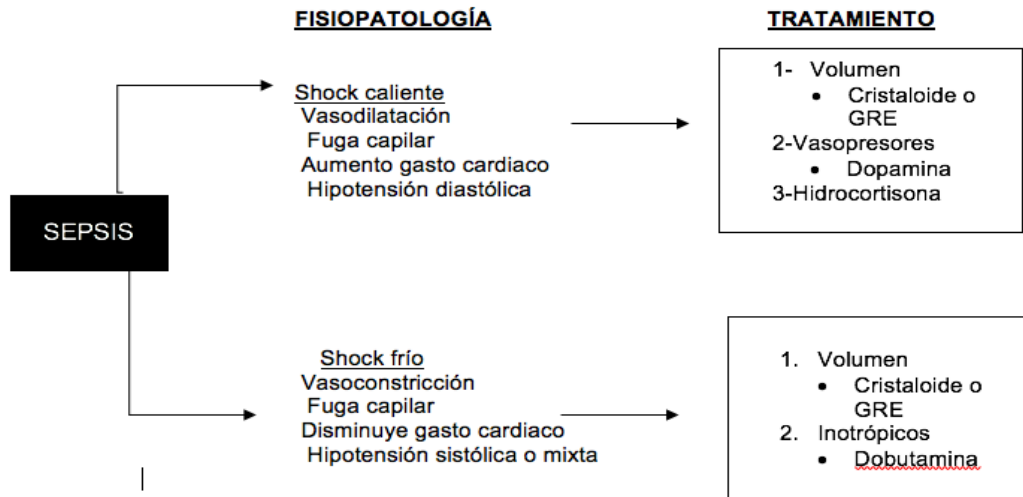 FISIOPATOLOGÍA
TRATAMIENTO
SEPSIS
Shock caliente
Vasodilatación
Fuga capilar
Aumento gasto cardiaco
Hipotensión diastólica
1- Volumen
• Cristaloide o
GRE
2-Vasopresores
• Dopamina
3-Hidrocortisona
Shock frío
Vasoconstricción
Fuga capilar
Disminuye gasto cardiaco
Hipotensión sistólica o mixta
1. Volumen
• Cristaloide o
GRE
2. Inotrópicos
• Dobutamina